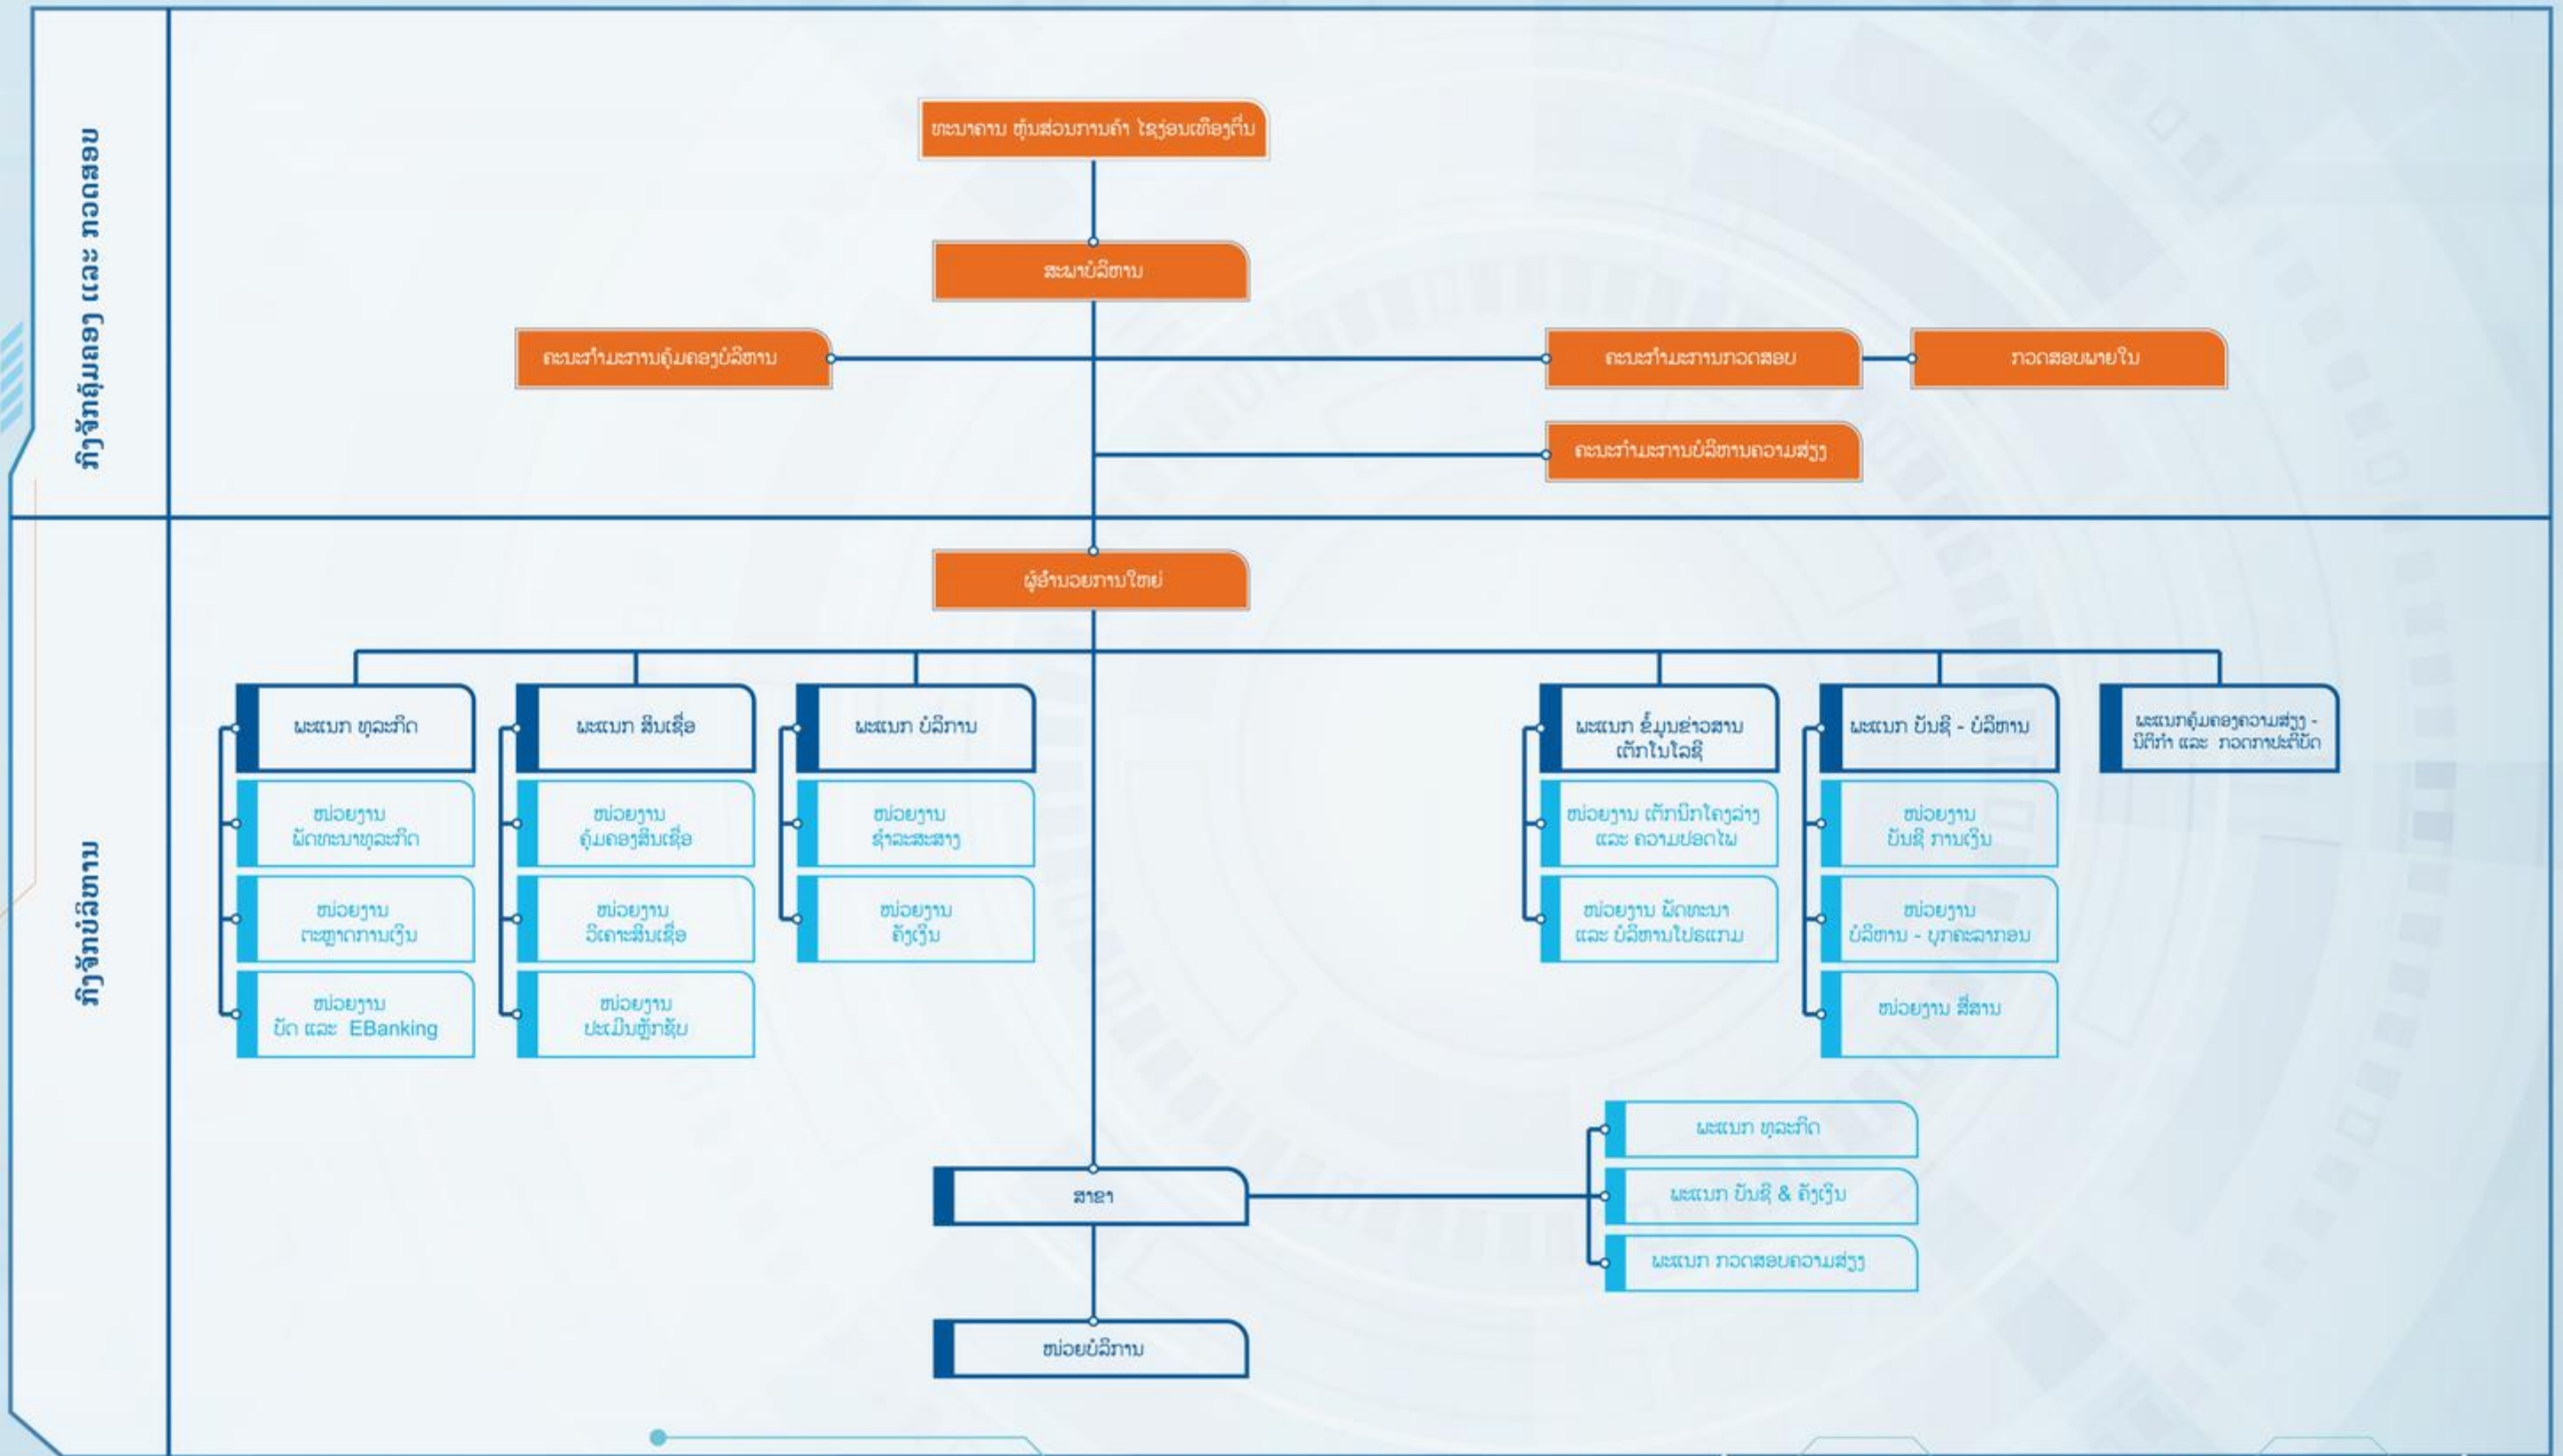 ກົງຈັກຄຸ້ມຄອງ ແລະ ກວດສອບ
ທະນາຄານ ຫຸ້ນສ່ວນການຄ້າ ໄຊງ່ອນເທືອງຕິ່ນ
ສະພາບໍລິຫານ
ຄະນະກຳມະການຄຸ້ມຄອງບໍລິຫານ
ຄະນະກຳມະການກວດສອບ
ກວດສອບພາຍໃນ
ຄະນະກຳມະການບໍລິຫານຄວາມສ່ຽງ
ກົງຈັກບໍລິຫານ
ຜູ້ອຳນວຍການໃຫຍ່
ພະແນກ ທຸລະກິດ
ໜ່ວຍງານ
ພັດທະນາທຸລະກິດ
ໜ່ວຍງານ
ຕະຫຼາດການເງິນ
ໜ່ວຍງານ
ບັດ ແລະ EBanking
ພະແນກ ສິນເຊື່ອ
ໜ່ວຍງານ
ຄຸ້ມຄອງສິນເຊື່ອ
ໜ່ວຍງານ
ວິເຄາະສິນເຊື່ອ
ໜ່ວຍງານ
ປະເມີນຫຼັກຊັບ
ພະແນກ ບໍລິການ
ໜ່ວຍງານ
ຊຳລະສະສາງ
ໜ່ວຍງານ
ຄັງເງິນ
ພະແນກ ຂໍ້ມູນຂ່າວສານ
ເຕັກໂນໂລຊີ
ໜ່ວຍງານ ເຕັກນິກໂຄງລ່າງ
ແລະ ຄວາມປອດໄພ
ໜ່ວຍງານ ພັດທະນາ
ແລະ ບໍລິຫານໂປຣແກມ
ພະແນກ ບັນຊີ - ບໍລິຫານ
ໜ່ວຍງານ
ບັນຊີ ການເງິນ
ໜ່ວຍງານ
ບໍລິຫານ - ບຸກຄະລາກອນ
ໜ່ວຍງານ ສື່ສານ
ພະແນກຄຸ້ມຄອງຄວາມສ່ຽງ -
ນິຕິກຳ ແລະ ກວດກາປະຕິບັດ
ສາຂາ
ພະແນກ ທຸລະກິດ
ພະແນກ ບັນຊີ & ຄັງເງິນ
ພະແນກ ກວດສອບຄວາມສ່ຽງ
ໜ່ວຍບໍລິການ